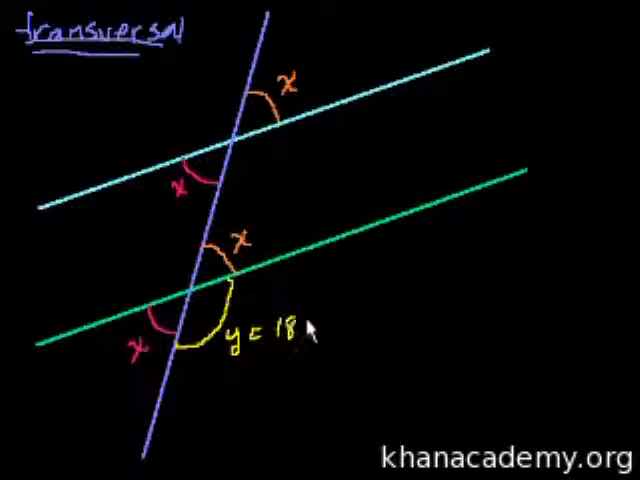 transversal
x
x
x
x
y = 18
khanacademy.org